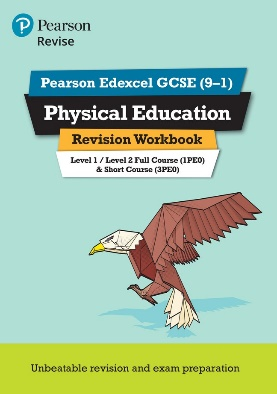 Pearson
Revise
Pearson Edexcel GCSE (9–1)
Physical Education
Revision Workbook
Level 1 / Level 2 Full Course (1PE0)
& Short Course (3PE0)
Unbeatable revision and exam preparation